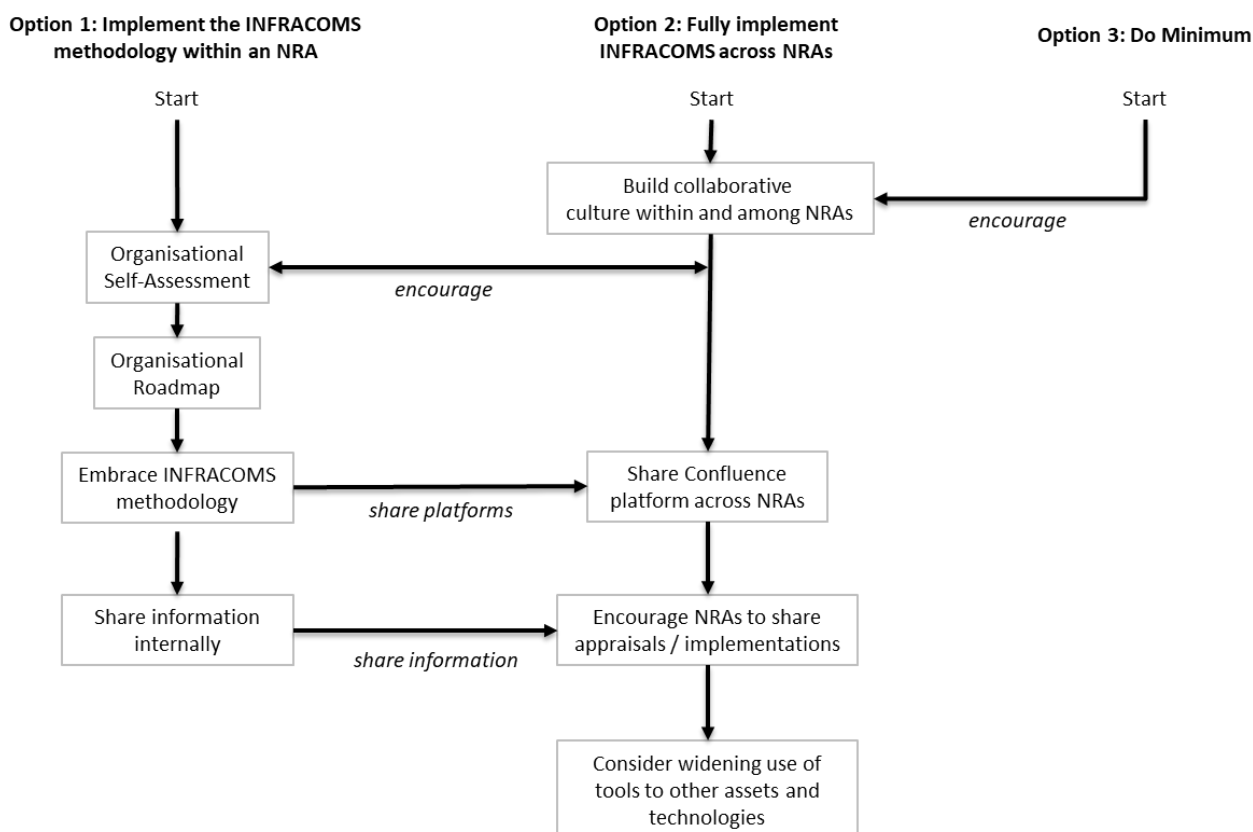 Option 1: Implement the INFRACOMS
methodology within an NRA
Option 2: Fully implement
INFRACOMS across NRAs
Option 3: Do Minimum
Start
Start
Start
Build collaborative
culture within and among NRAs
encourage
Organisational
Self-Assessment
encourage
Organisational
Roadmap
Embrace INFRACOMS
methodology
share platforms
Share Confluence
platform across NRAs
Share information
internally
share information
Encourage NRAs to share
appraisals / implementations
Consider widening use of
tools to other assets and
technologies